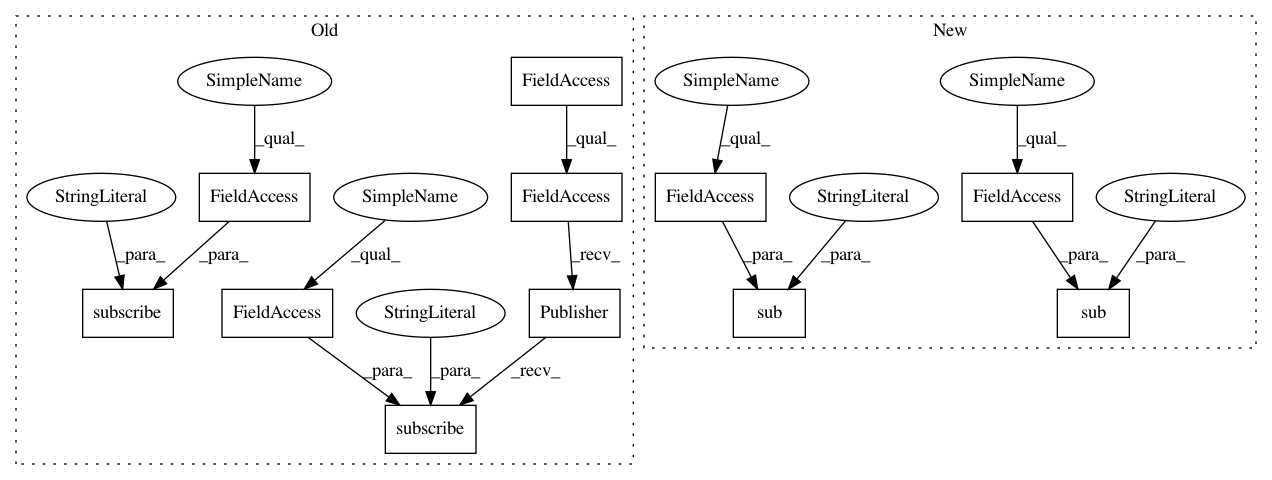 Old
New
SimpleName
FieldAccess
SimpleName
SimpleName
_qual_
_qual_
_qual_
_qual_
StringLiteral
FieldAccess
SimpleName
FieldAccess
FieldAccess
StringLiteral
FieldAccess
StringLiteral
_para_
_para_
_qual_
_recv_
_para_
_para_
_para_
_para_
subscribe
FieldAccess
StringLiteral
Publisher
sub
sub
_para_
_para_
_recv_
subscribe